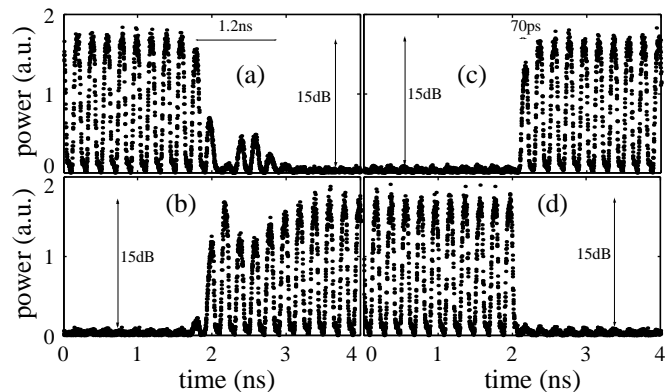 2
1.2ns
(a)
15dB
1
0
power (a.u.)
70ps
(c)
15dB
2
(b)
15dB
1
0
power (a.u.)
(d)
15dB
0 1 2 3 4
0 1 2 3 4
time (ns)
time (ns)